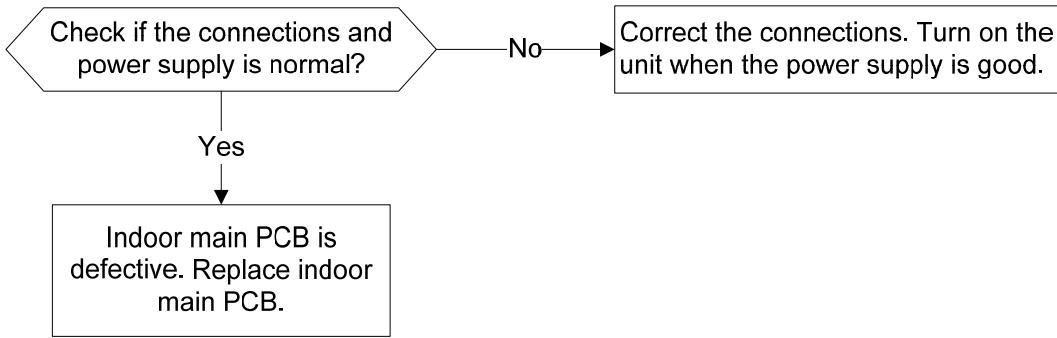 Check if the connections and
power supply is normal?
No
Correct the connections. Turn on the
unit when the power supply is good.
Yes
Indoor main PCB is
defective. Replace indoor
main PCB.